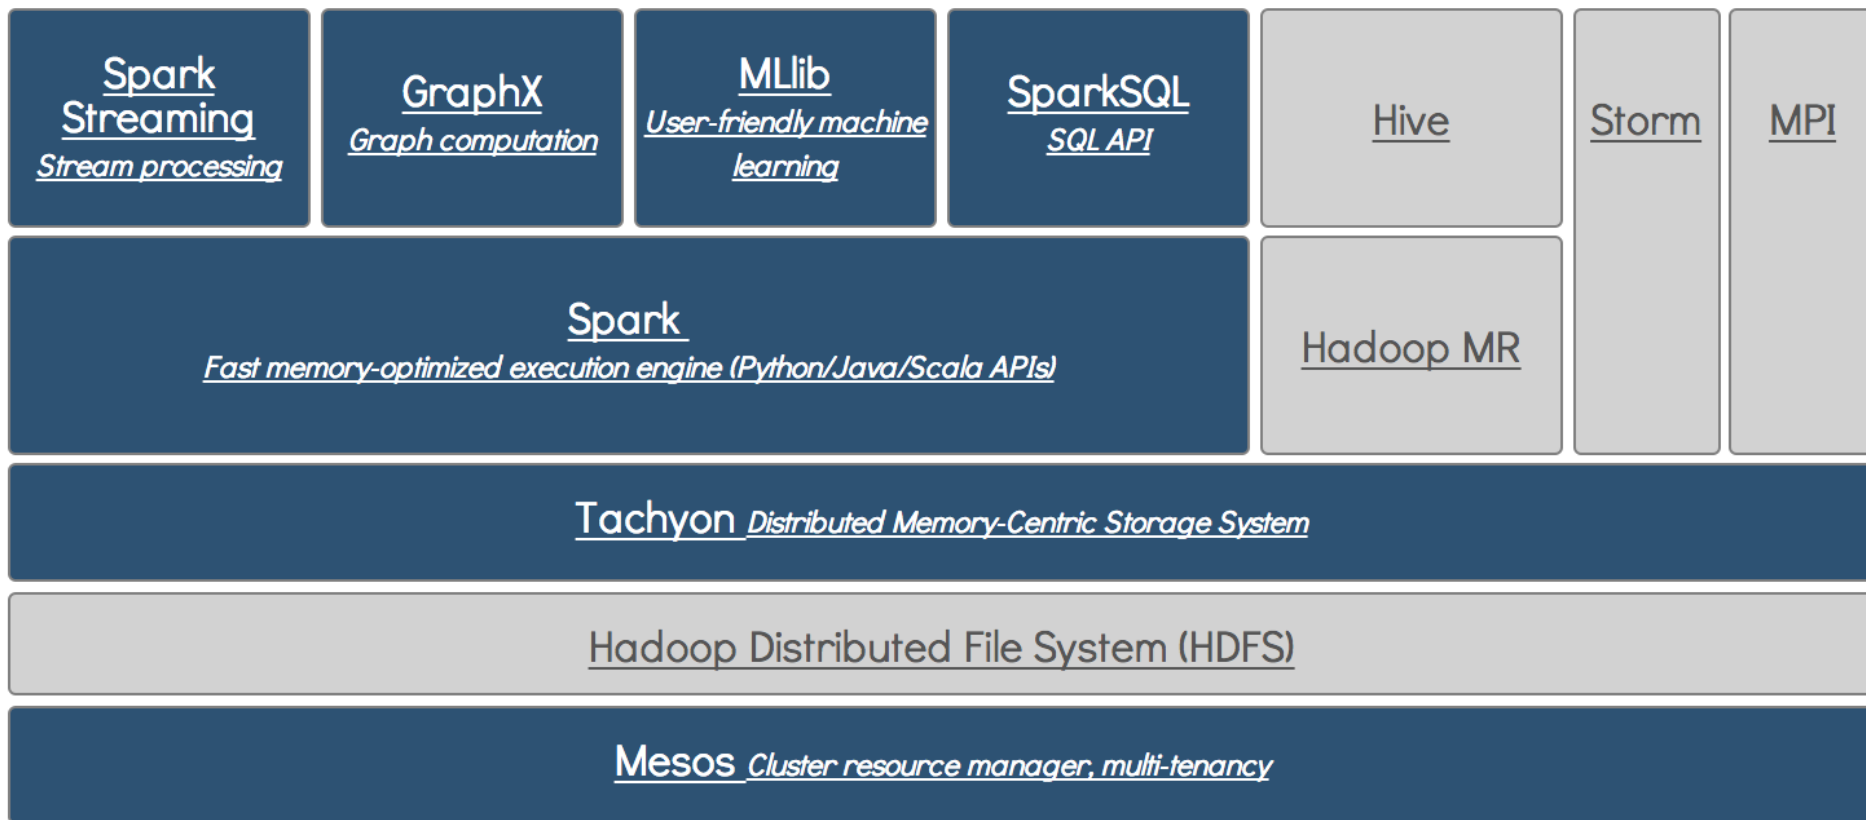 Spark
Streaming
Stream processing
GraphX
Graph computation
MLlib
User-friendly machine
learning
SparkSQL
SQL API
Hive
Storm
MPI
Spark
Fast memory-optimized execution engine (Python/Java/Scala APIs)
Hadoop MR
Tachyon Distributed Memory-Centric Storage System
Hadoop Distributed File System (HDFS)
Mesos Cluster resource manager, multi-tenancy